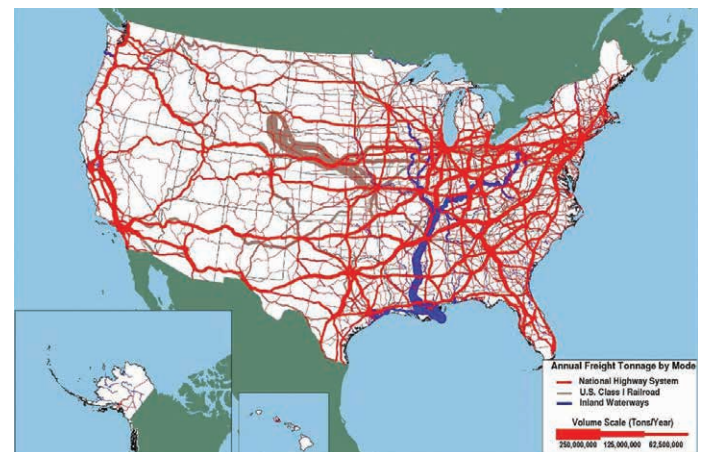 Annual Freight Tonnage by Mode
National Highway System
U.S. Class I Railroad
Inland Waterways
Volume Scale (Tons/Year)
250,000,000 125,000,000 62,500,000